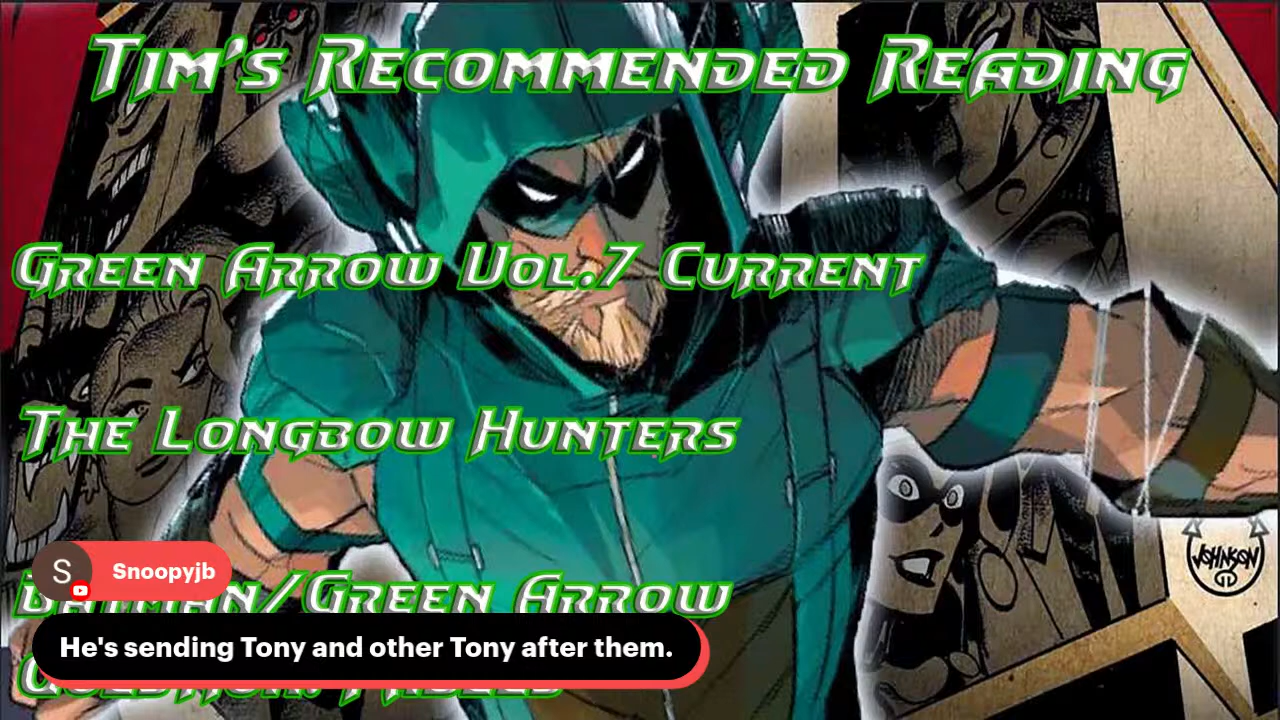 Tim's Recommended Reading
Green Arrow Vol.7 Current
The Longbow Hunters
S Snoopyjb
Batman/Green Arrow
He's sending Tony and other Tony after them.
JOHNSON